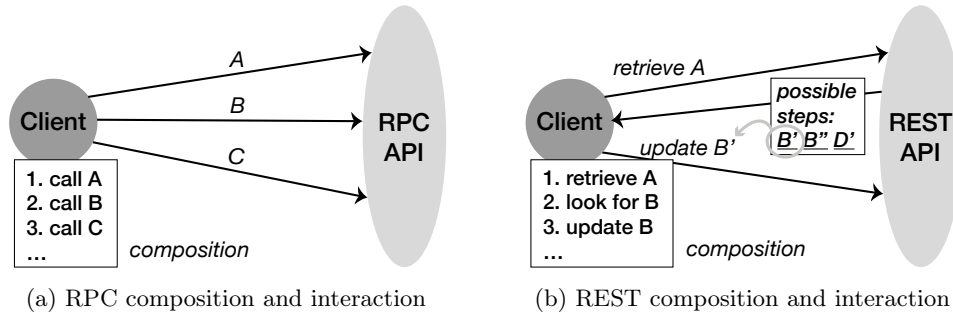 A
Client
B
RPC
API
C
1. call A
2. call B
3. call C
...
composition
(a) RPC composition and interaction
retrieve A
possible
steps:
B' B'' D'
Client
REST
API
update B'
1. retrieve A
2. look for B
3. update B
...
composition
(b) REST composition and interaction